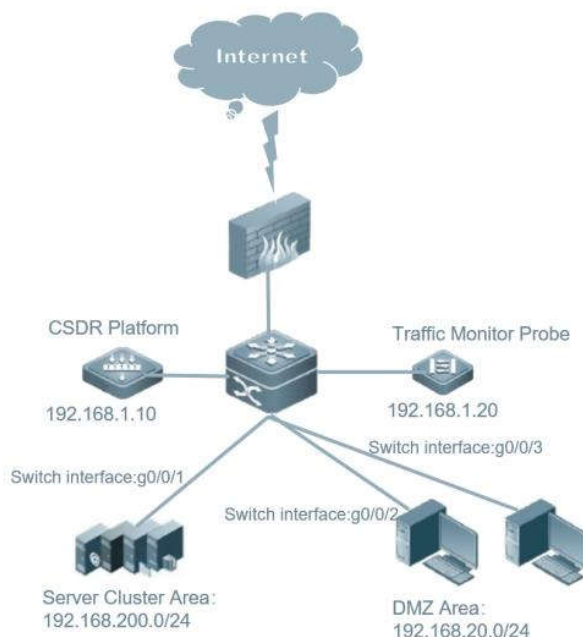 Internet
CSDR Platform
192.168.1.10
Traffic Monitor Probe
192.168.1.20
Switch interface:g0/0/3
Switch interface:g0/0/1
Switch interface:g0/0/2
Server Cluster Area:
192.168.200.0/24
DMZ Area:
192.168.20.0/24